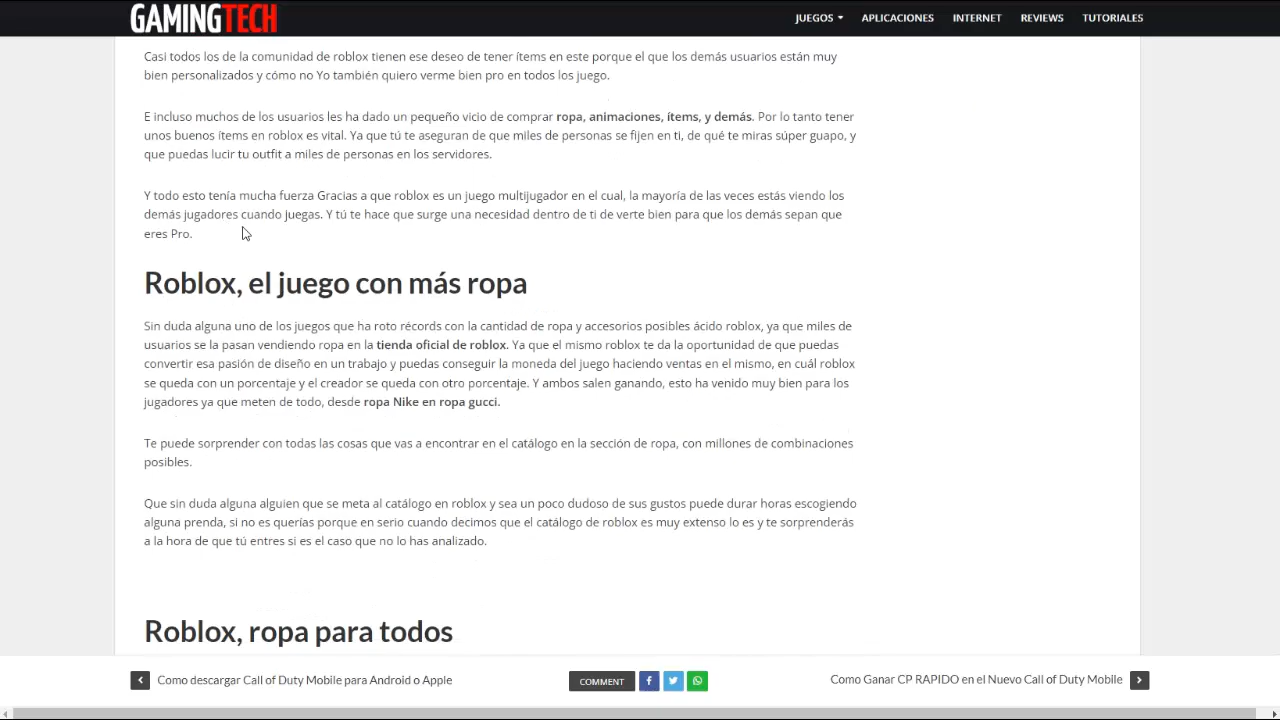 GAMINGTECH
JUEGOS APLICACIONES INTERNET REVIEWS TUTORIALES
Casi todos los de la comunidad de roblox tienen ese deseo de tener ítems en este porque el que los demás usuarios están muy
bien personalizados y cómo no Yo también quiero verme bien pro en todos los juego.
E incluso muchos de los usuarios les ha dado un pequeño vicio de comprar ropa, animaciones, ítems, y demás. Por lo tanto tener
unos buenos ítems en roblox es vital. Ya que tú te aseguran de que miles de personas se fijen en ti, de qué te miras súper guapo, y
que puedas lucir tu outfit a miles de personas en los servidores.
Y todo esto tenía mucha fuerza Gracias a que roblox es un juego multijugador en el cual, la mayoría de las veces estás viendo los
demás jugadores cuando juegas. Y tú te hace que surge una necesidad dentro de ti de verte bien para que los demás sepan que
eres Pro.
Roblox, el juego con más ropa
Sin duda alguna uno de los juegos que ha roto récords con la cantidad de ropa y accesorios posibles ácido roblox, ya que miles de
usuarios se la pasan vendiendo ropa en la tienda oficial de roblox. Ya que el mismo roblox te da la oportunidad de que puedas
convertir esa pasión de diseño en un trabajo y puedas conseguir la moneda del juego haciendo ventas en el mismo, en cuál roblox
se queda con un porcentaje y el creador se queda con otro porcentaje. Y ambos salen ganando, esto ha venido muy bien para los
jugadores ya que meten de todo, desde ropa Nike en ropa gucci.
Te puede sorprender con todas las cosas que vas a encontrar en el catálogo en la sección de ropa, con millones de combinaciones
posibles.
Que sin duda alguna alguien que se meta al catálogo en roblox y sea un poco dudoso de sus gustos puede durar horas escogiendo
alguna prenda, si no es querías porque en serio cuando decimos que el catálogo de roblox es muy extenso lo es y te sorprenderás
a la hora de que tú entres si es el caso que no lo has analizado.
Roblox, ropa para todos
Como descargar Call of Duty Mobile para Android o Apple COMMENT Como Ganar CP RAPIDO en el Nuevo Call of Duty Mobile